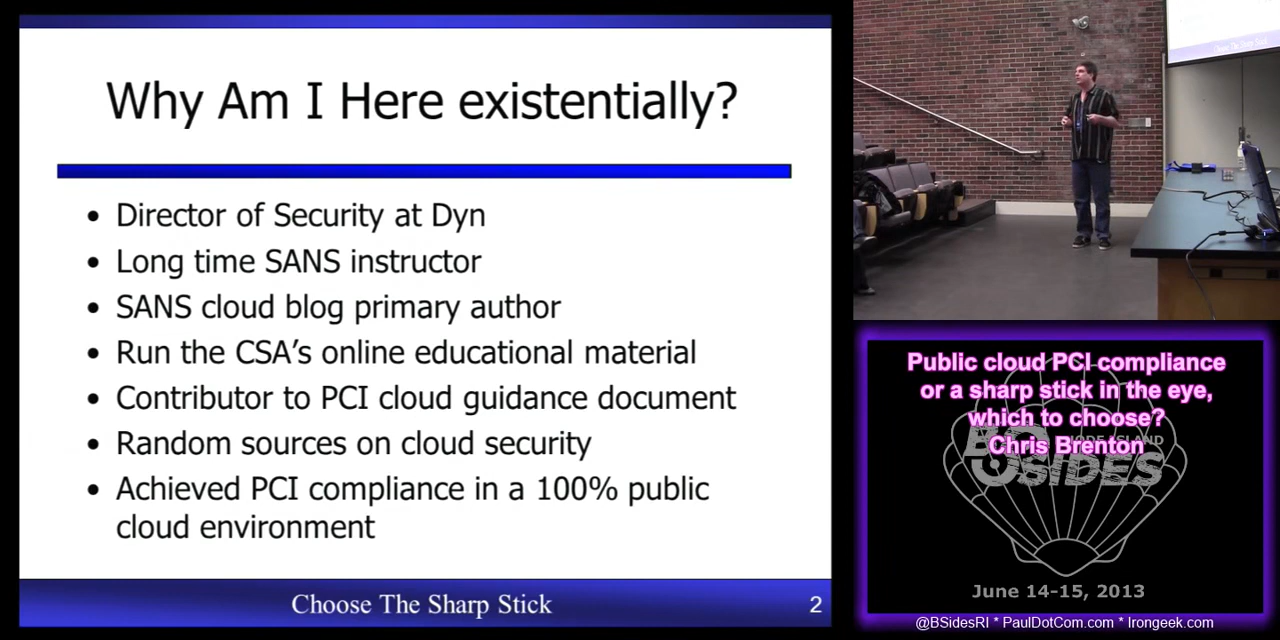 Why Am I Here existentially?
• Director of Security at Dyn
• Long time SANS instructor
• SANS cloud blog primary author
• Run the CSA's online educational material
• Contributor to PCI cloud guidance document
• Random sources on cloud security
• Achieved PCI compliance in a 100% public
cloud environment
Choose The Sharp Stick
2
Public cloud PCI compliance
or a sharp stick in the eye,
which to choose?
Chris Brenton
RHODE ISLAND
BSIDES
June 14-15, 2013
@BSidesRI * PaulDotCom.com * Irongeek.com